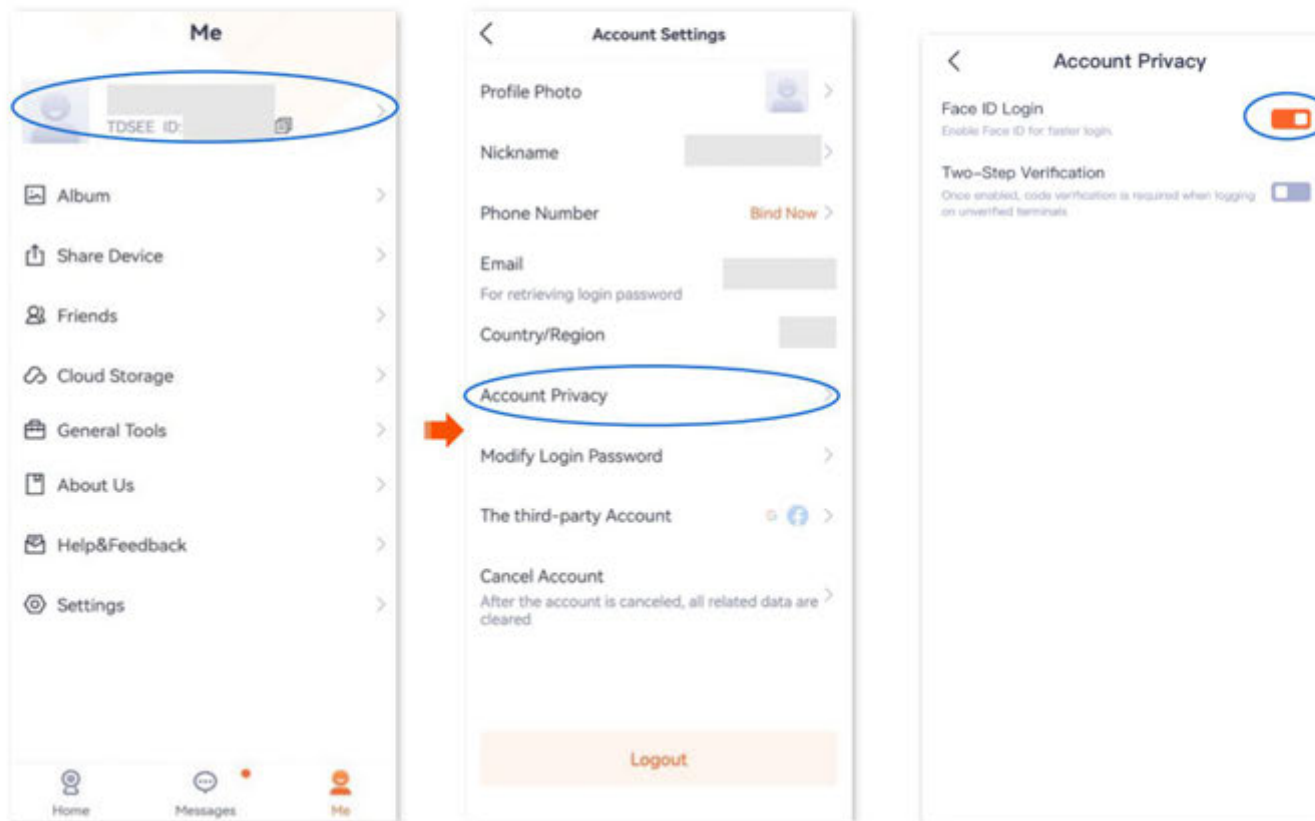 Me
TDSEE ID:
Album
Share Device
Friends
Cloud Storage
General Tools
About Us
Help&Feedback
Settings
Home
Messages
Me
Account Settings
Profile Photo
Nickname
Phone Number
Bind Now
Email
For retrieving login password
Country/Region
Account Privacy
Modify Login Password
The third-party Account
G
Cancel Account
After the account is canceled, all related data are
cleared
Logout
Account Privacy
Face ID Login
Enable Face ID for faster login.
Two-Step Verification
Once enabled, code verification is required when logging
on unverified terminals